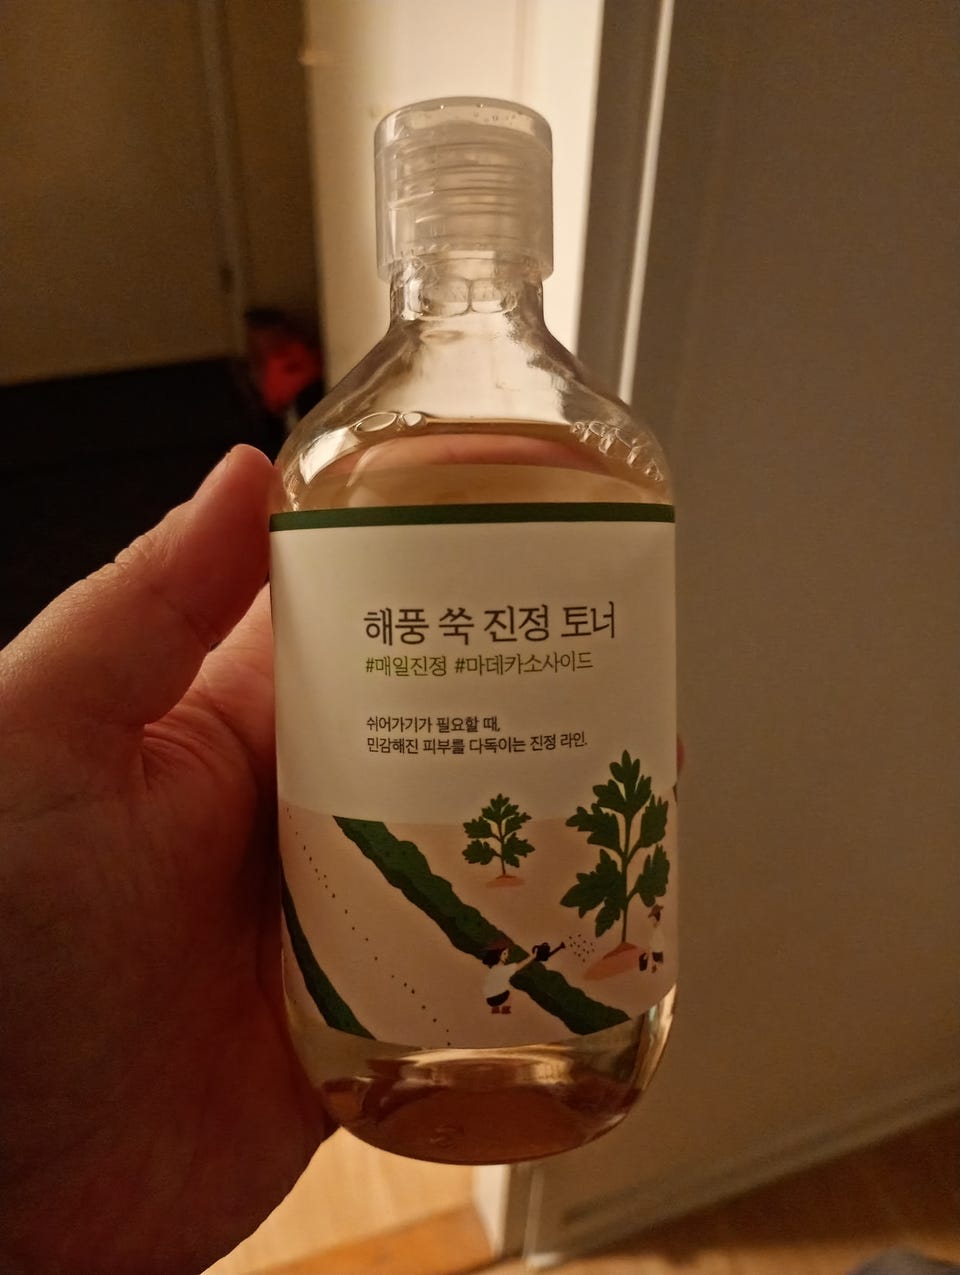 해풍 쑥 진정 토너
#매일진정 #마데카소사이드
쉬어가기가 필요할 때,
민감해진 피부를 다독이는 진정 라인.